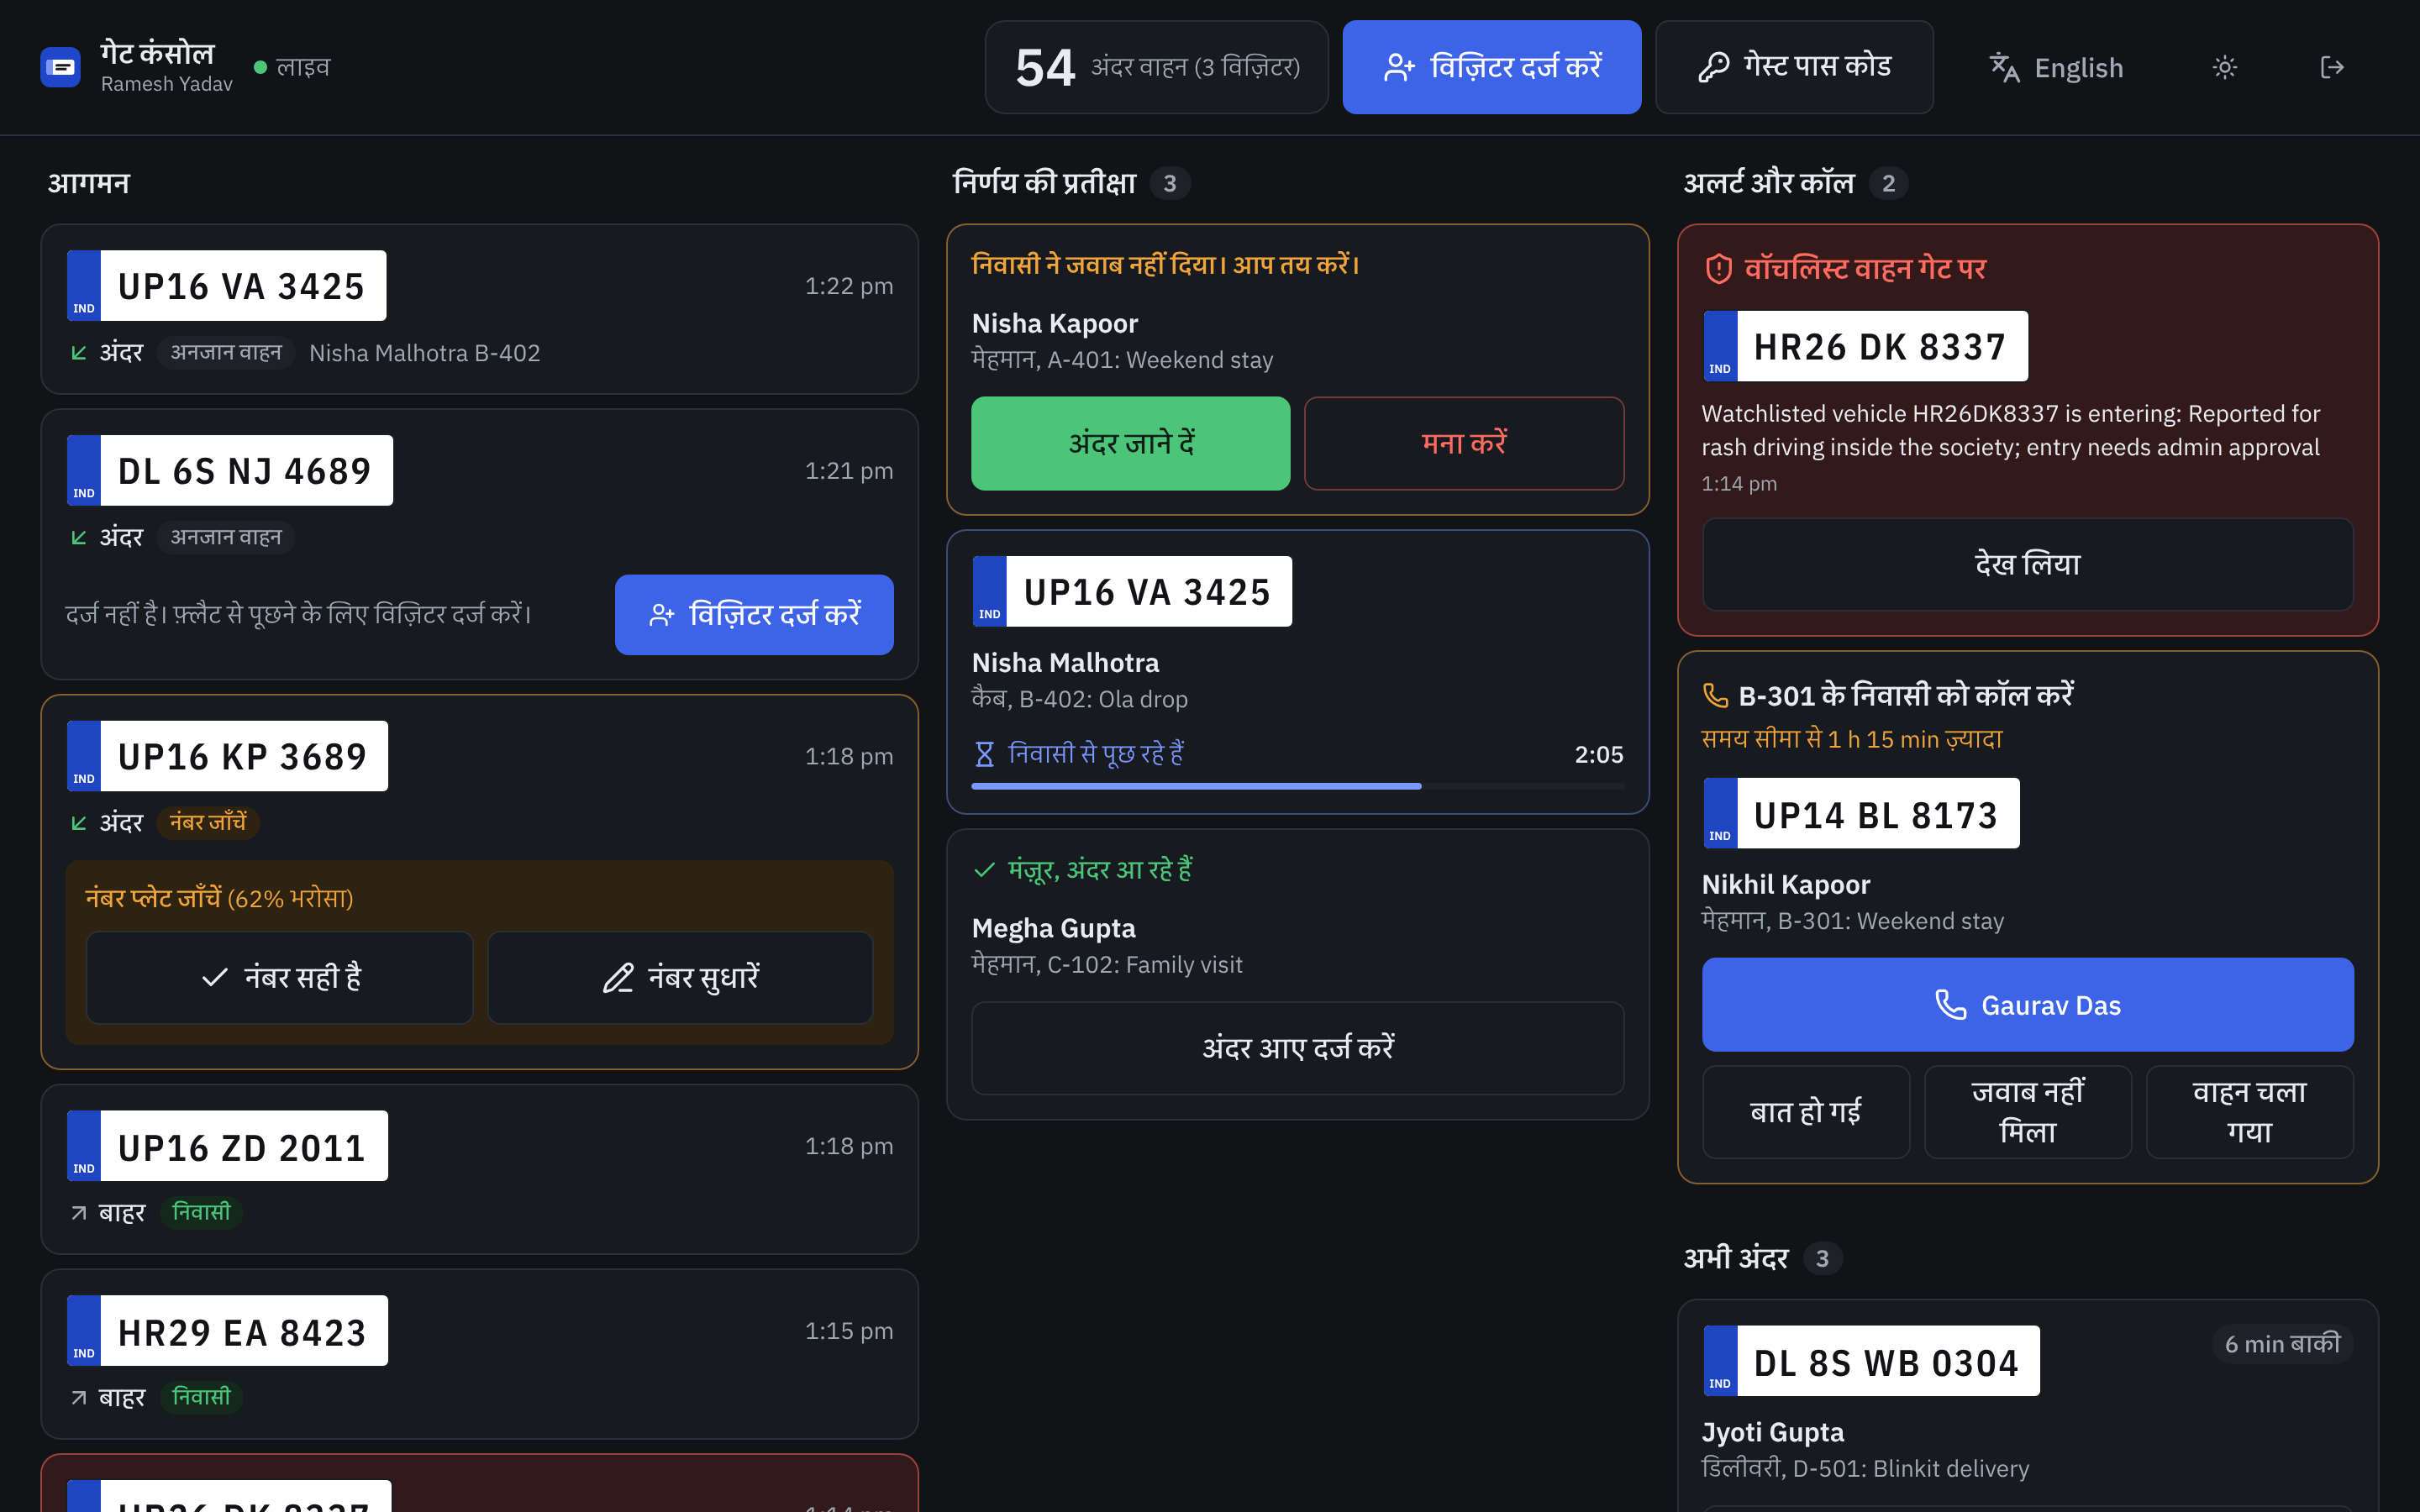 गेट कंसोल
Ramesh Yadav
लाइव
54 अंदर वाहन (3 विज़िटर)
विज़िटर दर्ज करें
गेस्ट पास कोड
English
आगमन
IND UP16 VA 3425
1:22 pm
अंदर अनजान वाहन Nisha Malhotra B-402
IND DL 6S NJ 4689
1:21 pm
अंदर अनजान वाहन
दर्ज नहीं है। फ़्लैट से पूछने के लिए विज़िटर दर्ज करें।
विज़िटर दर्ज करें
IND UP16 KP 3689
1:18 pm
अंदर नंबर जाँचें
नंबर प्लेट जाँचें (62% भरोसा)
नंबर सही है
नंबर सुधारें
IND UP16 ZD 2011
1:18 pm
बाहर निवासी
IND HR29 EA 8423
1:15 pm
बाहर निवासी
HR26 DK 8337
1:14 pm
निर्णय की प्रतीक्षा 3
निवासी ने जवाब नहीं दिया। आप तय करें।
Nisha Kapoor
मेहमान, A-401: Weekend stay
अंदर जाने दें
मना करें
IND UP16 VA 3425
Nisha Malhotra
कैब, B-402: Ola drop
निवासी से पूछ रहे हैं
2:05
मंज़ूर, अंदर आ रहे हैं
Megha Gupta
मेहमान, C-102: Family visit
अंदर आए दर्ज करें
अलर्ट और कॉल 2
वॉचलिस्ट वाहन गेट पर
IND HR26 DK 8337
Watchlisted vehicle HR26DK8337 is entering: Reported for
rash driving inside the society; entry needs admin approval
1:14 pm
देख लिया
B-301 के निवासी को कॉल करें
समय सीमा से 1 h 15 min ज़्यादा
IND UP14 BL 8173
Nikhil Kapoor
मेहमान, B-301: Weekend stay
Gaurav Das
बात हो गई
जवाब नहीं
मिला
वाहन चला
गया
अभी अंदर 3
IND DL 8S WB 0304
6 min बाकी
Jyoti Gupta
डिलीवरी, D-501: Blinkit delivery